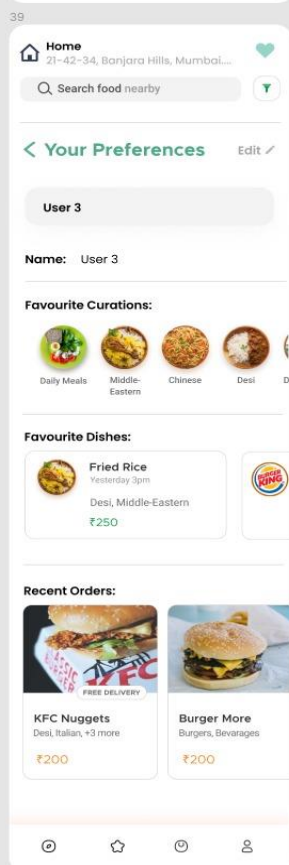 39
Home
21-42-34, Banjara Hills, Mumbai....
Search food nearby
< Your Preferences Edit
User 3
Name: User 3
Favourite Curations:
Daily Meals Middle-Eastern Chinese Desi D
Favourite Dishes:
Fried Rice
Yesterday 3pm
Desi, Middle-Eastern
₹250
BURGER KING
Recent Orders:
KFC
FREE DELIVERY
KFC Nuggets Burger More
Desi, Italian, +3 more Burgers, Bevarages
₹200 ₹200